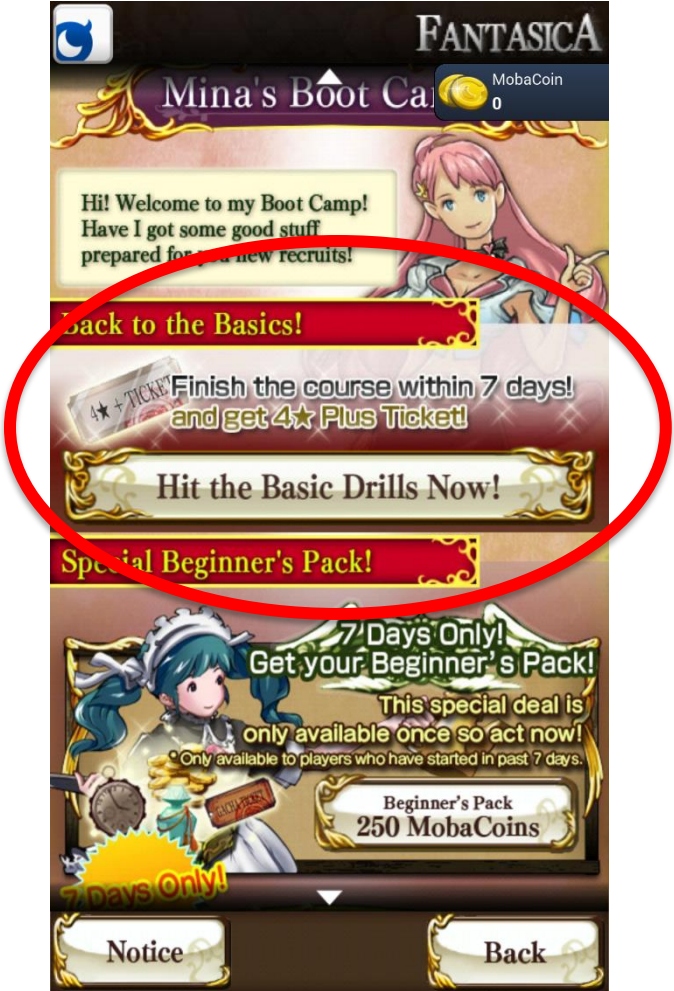 FANTASICA
MobaCoin
0
Mina's Boot Ca
Hi! Welcome to my Boot Camp!
Have I got some good stuff
prepared for you new recruits!
Back to the Basics!
4★ + TICKET
Finish the course within 7 days!
and get 4★ Plus Ticket!
Hit the Basic Drills Now!
Special Beginner's Pack!
7 Days Only!
Get your Beginner's Pack!
This special deal is
only available once so act now!
*Only available to players who have started in past 7 days.
GACHA TICKET
Beginner's Pack
250 MobaCoins
7 Days Only!
Notice
Back